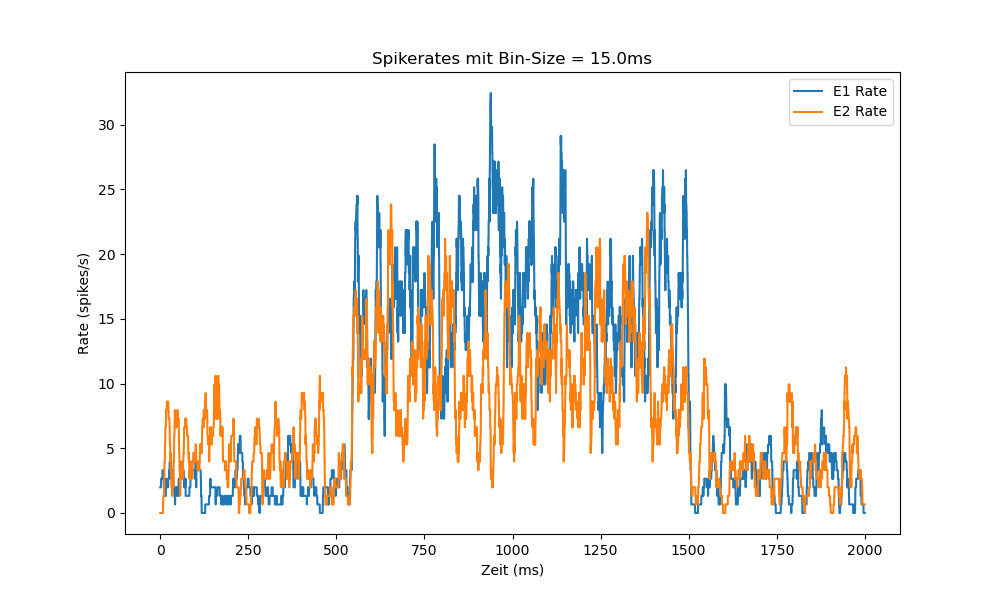 Spikerates mit Bin-Size = 15.0ms
E1 Rate
E2 Rate
Rate (spikes/s)
30
25
20
15
10
5
0
0 250 500 750 1000 1250 1500 1750 2000
Zeit (ms)